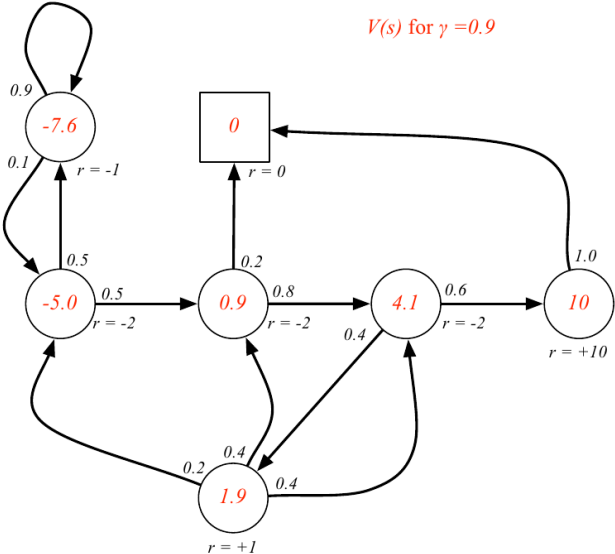 V(s) for γ =0.9
0.9
-7.6
0
0.1
r = -1
r = 0
0.5
0.2
1.0
-5.0
0.5
r = -2
0.9
0.8
r = -2
4.1
0.6
r = -2
10
r = +10
0.4
0.4
0.2
1.9
0.4
r = +1